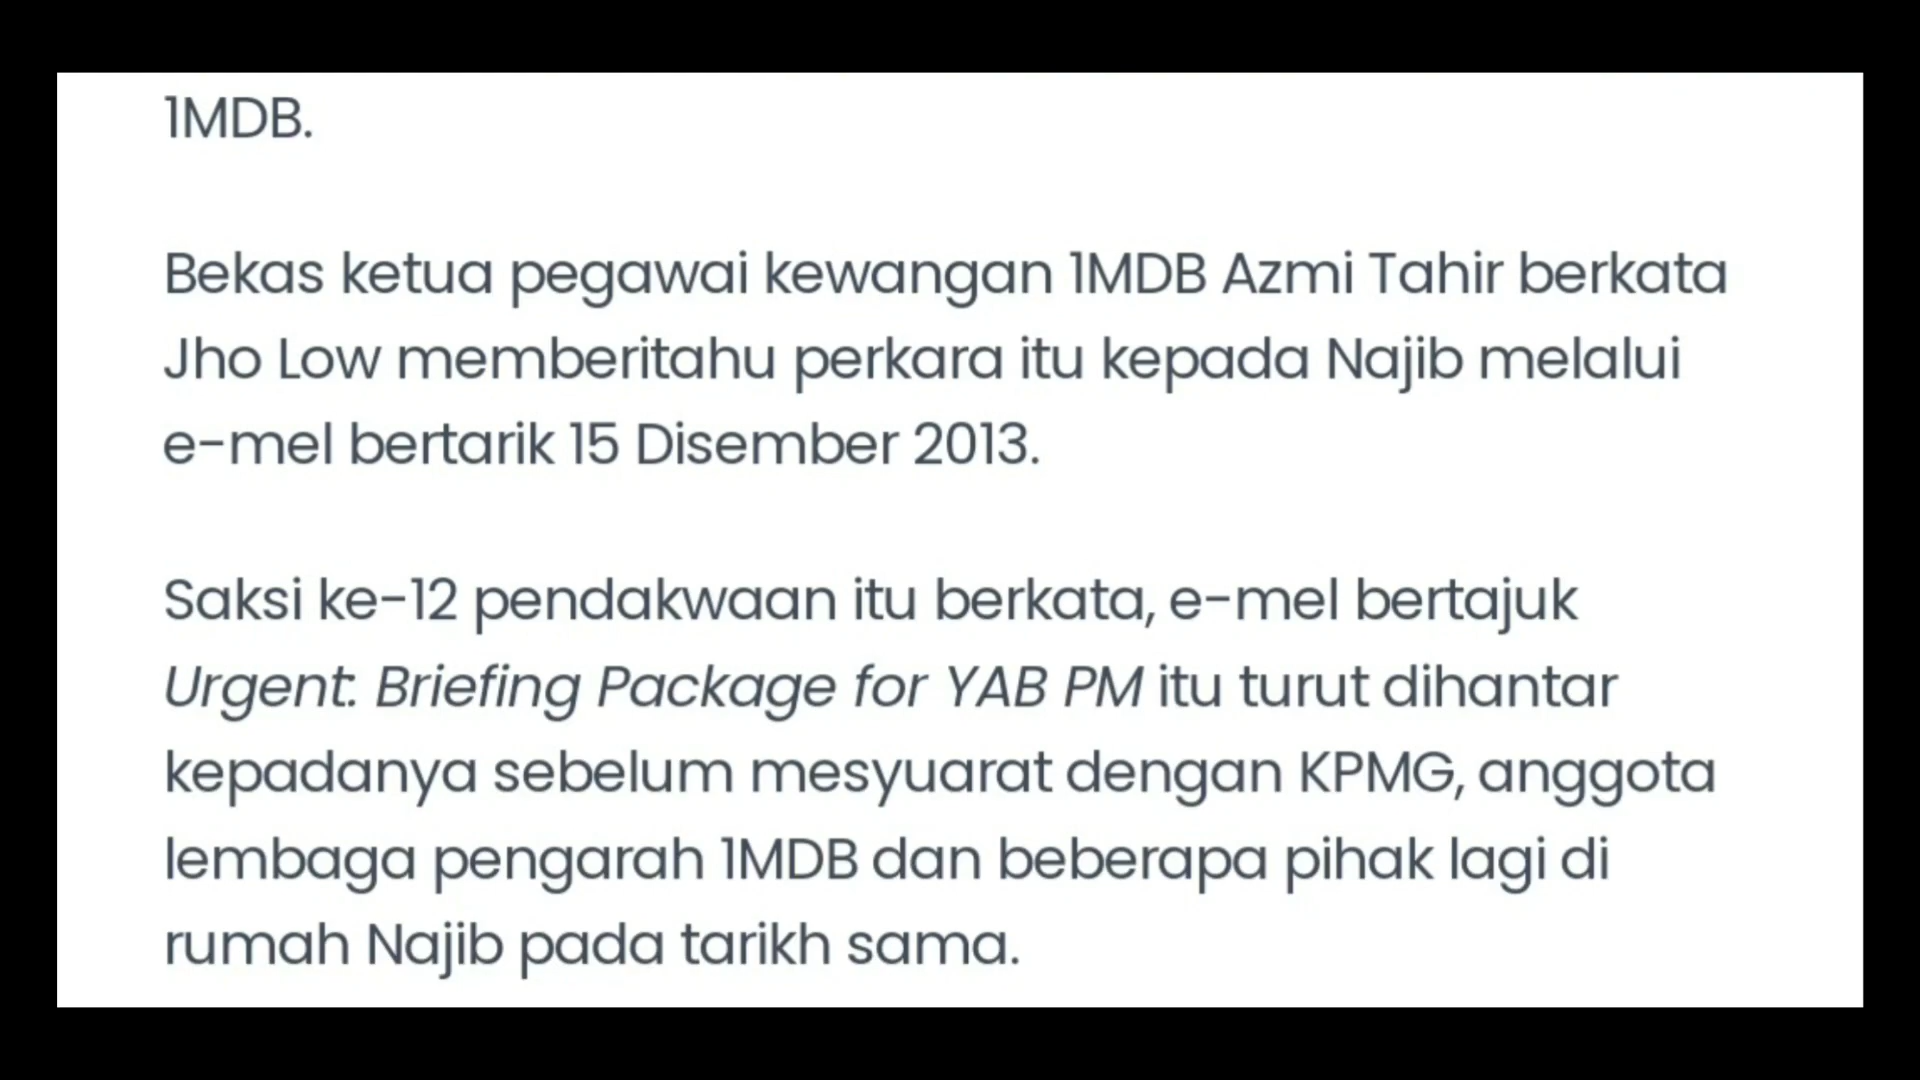 1MDB.
Bekas ketua pegawai kewangan 1MDB Azmi Tahir berkata
Jho Low memberitahu perkara itu kepada Najib melalui
e-mel bertarik 15 Disember 2013.
Saksi ke-12 pendakwaan itu berkata, e-mel bertajuk
Urgent: Briefing Package for YAB PM itu turut dihantar
kepadanya sebelum mesyuarat dengan KPMG, anggota
lembaga pengarah 1MDB dan beberapa pihak lagi di
rumah Najib pada tarikh sama.